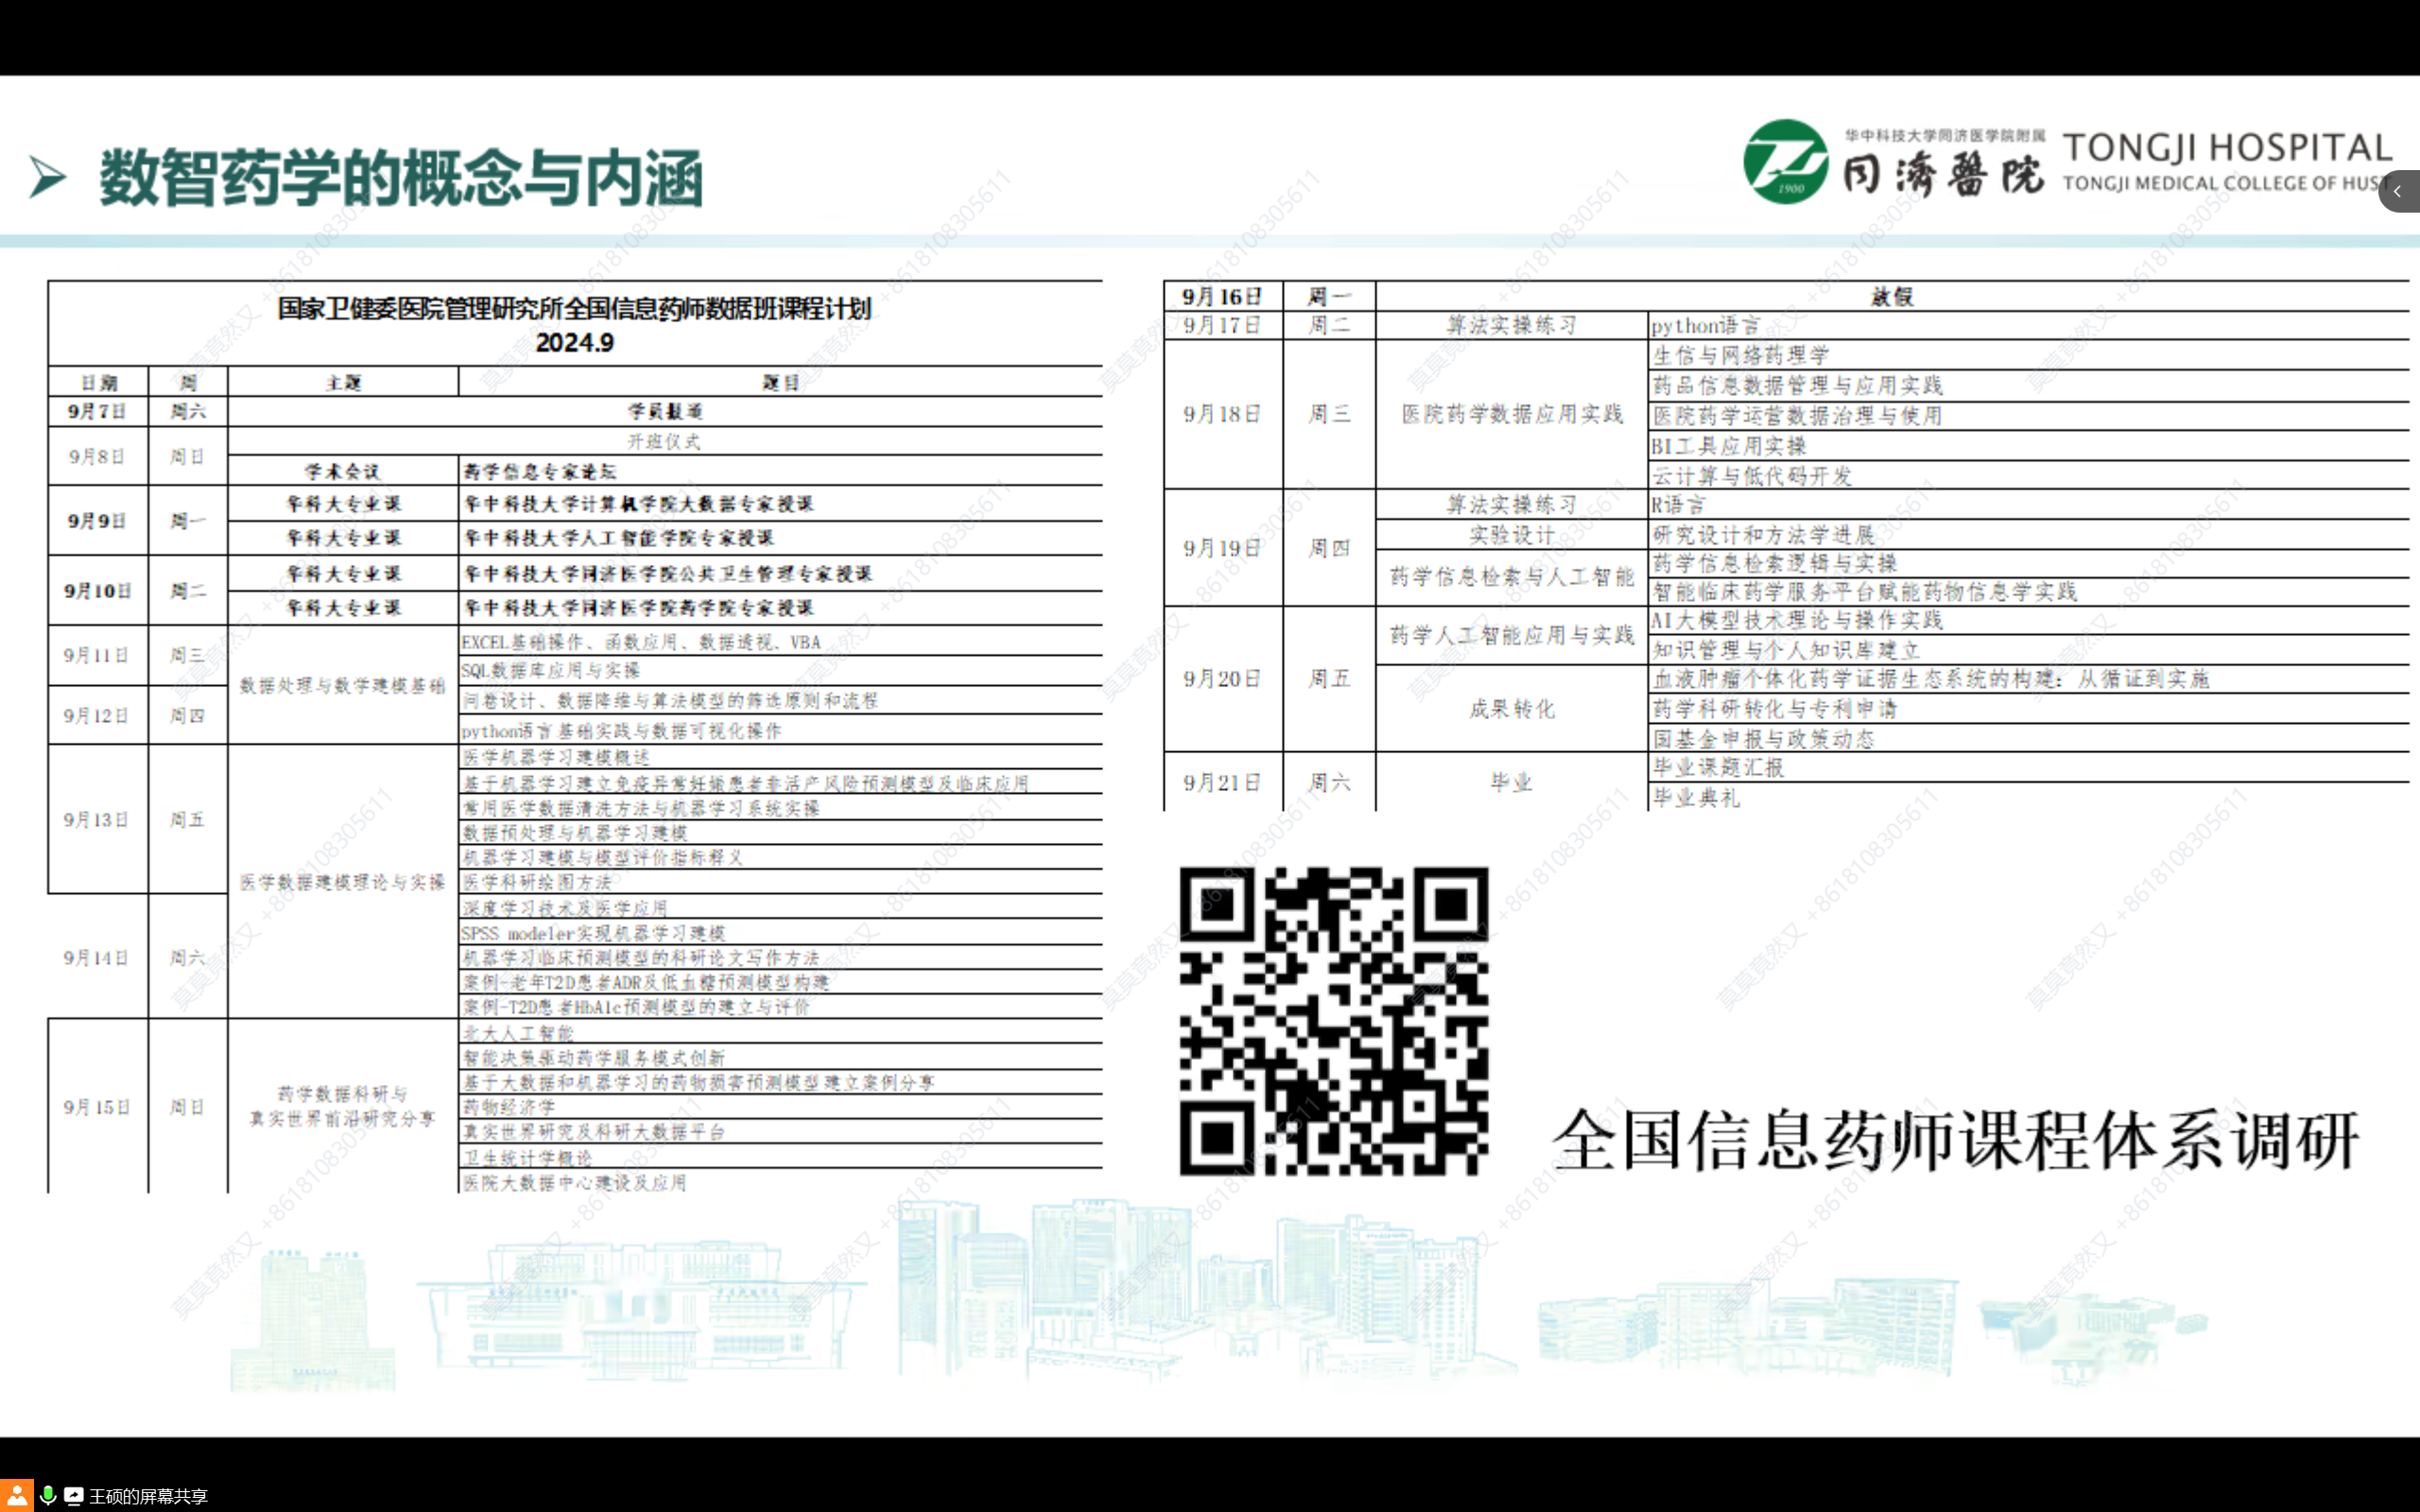 数智药学的概念与内涵
华中科技大学同济医学院附属
同濟醫院
1900
TONGJI HOSPITAL
TONGJI MEDICAL COLLEGE OF HUST
国家卫健委医院管理研究所全国信息药师数据班课程计划
2024.9
日期 周 主题 题目
9月7日 周六 学员报道
9月8日 周日 开班仪式
学术会议 药学信息专家论坛
9月9日 周一 华科大专业课 华中科技大学计算机学院大数据专家授课
华科大专业课 华中科技大学人工智能学院专家授课
9月10日 周二 华科大专业课 华中科技大学同济医学院公共卫生管理专家授课
华科大专业课 华中科技大学同济医学院药学院专家授课
9月11日 周三 数据处理与数学建模基础 EXCEL基础操作、函数应用、数据透视、VBA
SQL数据库应用与实操
9月12日 周四 问卷设计、数据降维与算法模型的筛选原则和流程
python语言基础实践与数据可视化操作
9月13日 周五 医学数据建模理论与实操 医学机器学习建模概述
基于机器学习建立免疫异常妊娠患者非活产风险预测模型及临床应用
常用医学数据清洗方法与机器学习系统实操
数据预处理与机器学习建模
机器学习建模与模型评价指标释义
医学科研绘图方法
9月14日 周六 深度学习技术及医学应用
SPSS modeler实现机器学习建模
机器学习临床预测模型的科研论文写作方法
案例-老年T2D患者ADR及低血糖预测模型构建
案例-T2D患者HbA1c预测模型的建立与评价
9月15日 周日 药学数据科研与
真实世界前沿研究分享
北大人工智能
智能决策驱动药学服务模式创新
基于大数据和机器学习的药物损害预测模型建立案例分享
药物经济学
真实世界研究及科研大数据平台
卫生统计学概论
医院大数据中心建设及应用
9月16日 周一 放假
9月17日 周二 算法实操练习 python语言
9月18日 周三 医院药学数据应用实践 生信与网络药理学
药品信息数据管理与应用实践
医院药学运营数据治理与使用
BI工具应用实操
云计算与低代码开发
9月19日 周四 算法实操练习 R语言
实验设计 研究设计和方法学进展
药学信息检索与人工智能 药学信息检索逻辑与实操
智能临床药学服务平台赋能药物信息学实践
9月20日 周五 药学人工智能应用与实践 AI大模型技术理论与操作实践
知识管理与个人知识库建立
成果转化 血液肿瘤个体化药学证据生态系统的构建：从循证到实施
药学科研转化与专利申请
国基金申报与政策动态
9月21日 周六 毕业 毕业课题汇报
毕业典礼
全国信息药师课程体系调研
莫莫竟然又 +8618108305611
王硕的屏幕共享